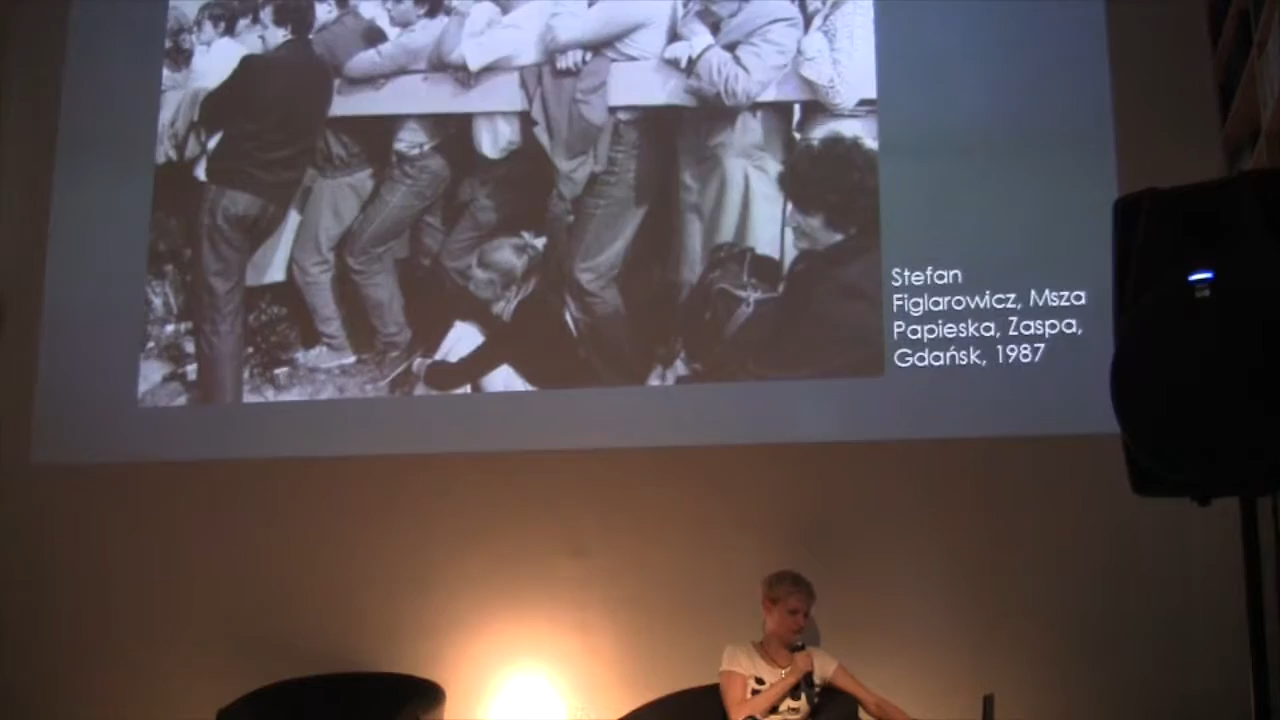 Stefan
Figlarowicz, Msza
Papieska, Zaspa,
Gdańsk, 1987